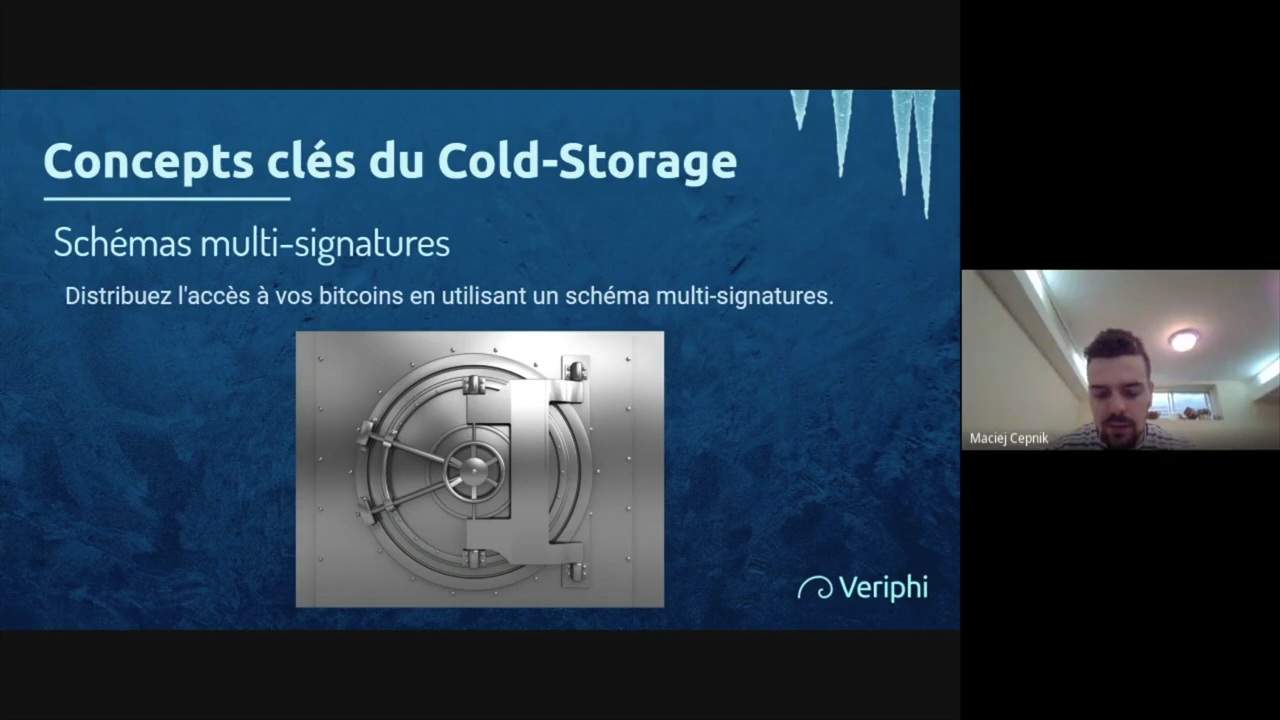 Concepts clés du Cold-Storage
Schémas multi-signatures
Distribuez l'accès à vos bitcoins en utilisant un schéma multi-signatures.
Veriphi
Maciej Cepnik